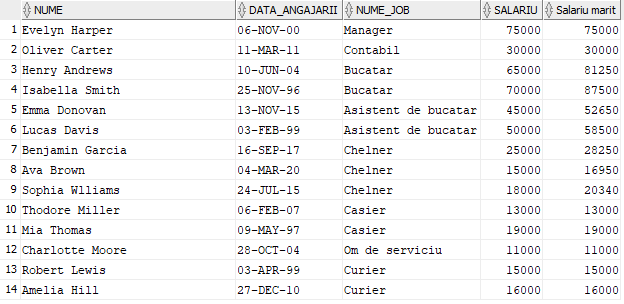 NUME DATA_ANGAJARII NUME_JOB SALARIU Salariu marit
1 Evelyn Harper 06-NOV-00 Manager 75000 75000
2 Oliver Carter 11-MAR-11 Contabil 30000 30000
3 Henry Andrews 10-JUN-04 Bucatar 65000 81250
4 Isabella Smith 25-NOV-96 Bucatar 70000 87500
5 Emma Donovan 13-NOV-15 Asistent de bucatar 45000 52650
6 Lucas Davis 03-FEB-99 Asistent de bucatar 50000 58500
7 Benjamin Garcia 16-SEP-17 Chelner 25000 28250
8 Ava Brown 04-MAR-20 Chelner 15000 16950
9 Sophia Wlliams 24-JUL-15 Chelner 18000 20340
10 Thodore Miller 06-FEB-07 Casier 13000 13000
11 Mia Thomas 09-MAY-97 Casier 19000 19000
12 Charlotte Moore 28-OCT-04 Om de serviciu 11000 11000
13 Robert Lewis 03-APR-99 Curier 15000 15000
14 Amelia Hill 27-DEC-10 Curier 16000 16000